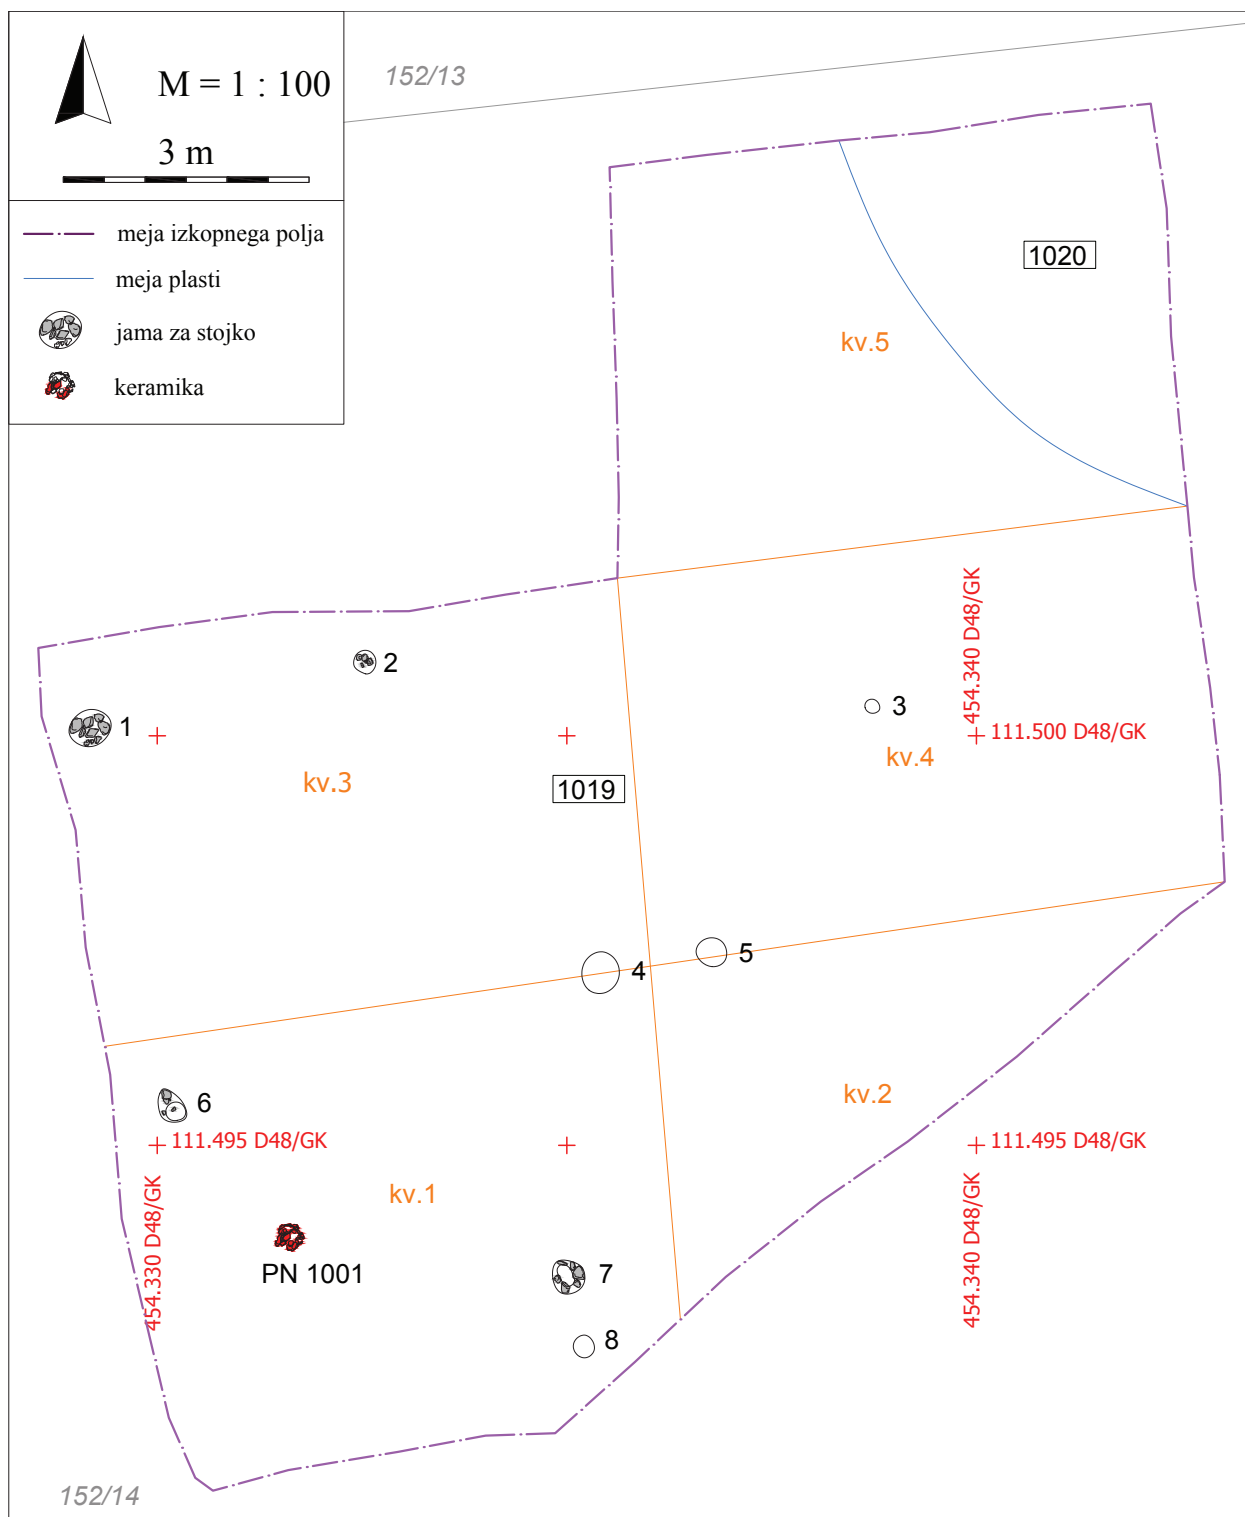 M = 1 : 100
3 m
meja izkopnega polja
meja plasti
jama za stojko
keramika
152/13
1020
kv.5
454.340 D48/GK
2
1
3
111.500 D48/GK
kv.4
kv.3
1019
5
4
kv.2
6
111.495 D48/GK
111.495 D48/GK
454.330 D48/GK
kv.1
454.340 D48/GK
PN 1001
7
8
152/14